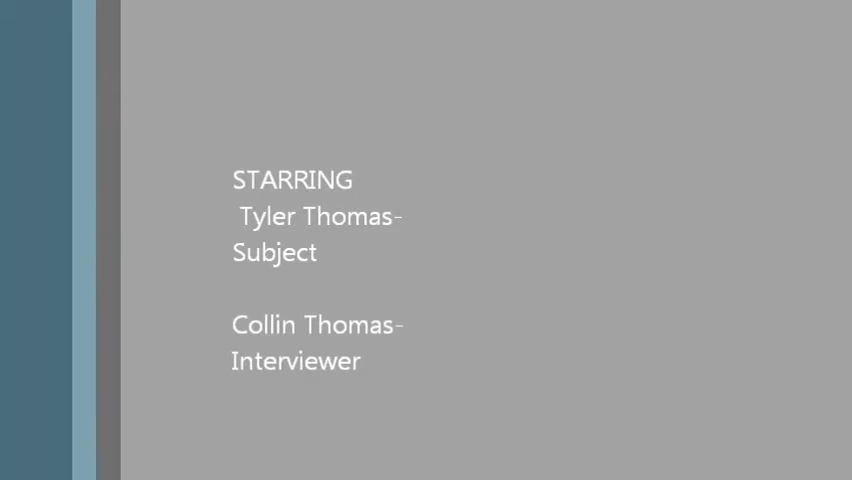 STARRING
Tyler Thomas-
Subject
Collin Thomas-
Interviewer